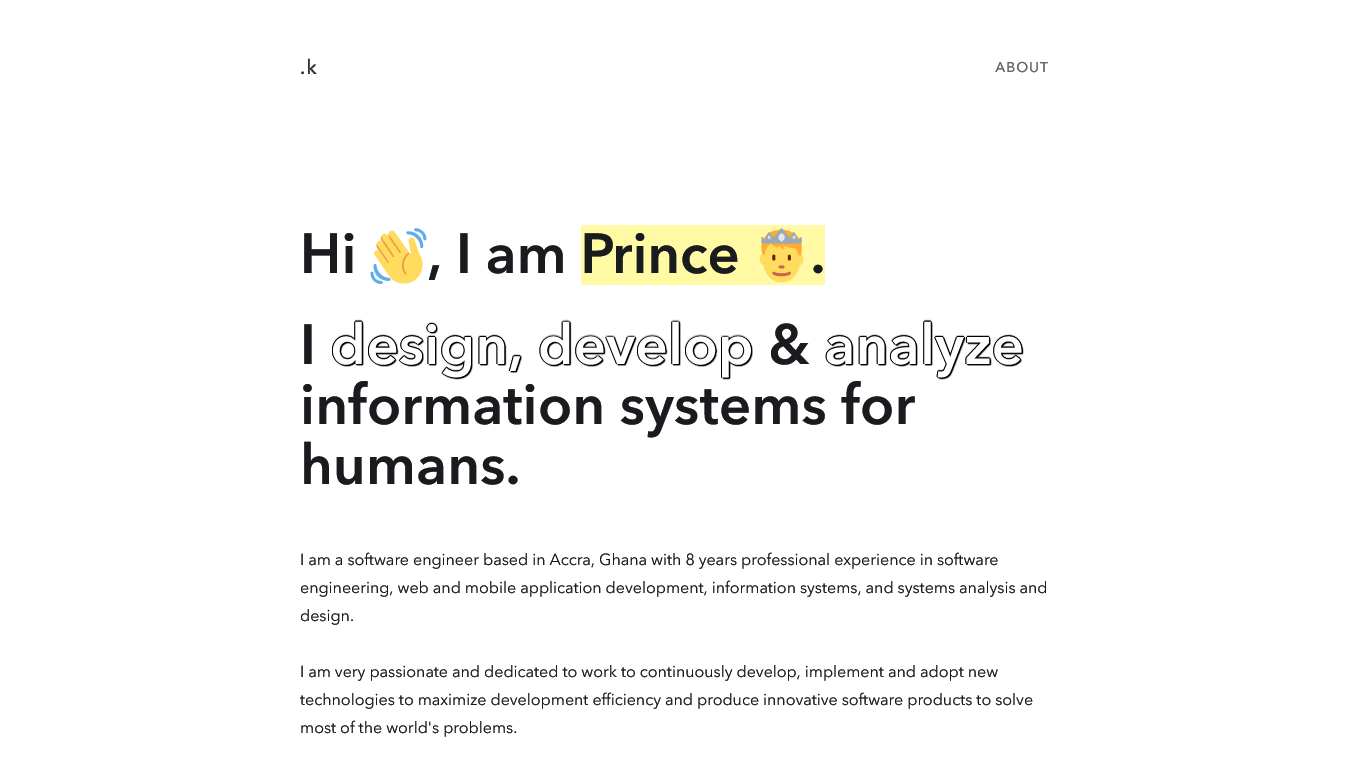 .k
ABOUT
Hi 👋, I am Prince 🤴.
I design, develop & analyze
information systems for
humans.
I am a software engineer based in Accra, Ghana with 8 years professional experience in software
engineering, web and mobile application development, information systems, and systems analysis and
design.
I am very passionate and dedicated to work to continuously develop, implement and adopt new
technologies to maximize development efficiency and produce innovative software products to solve
most of the world's problems.